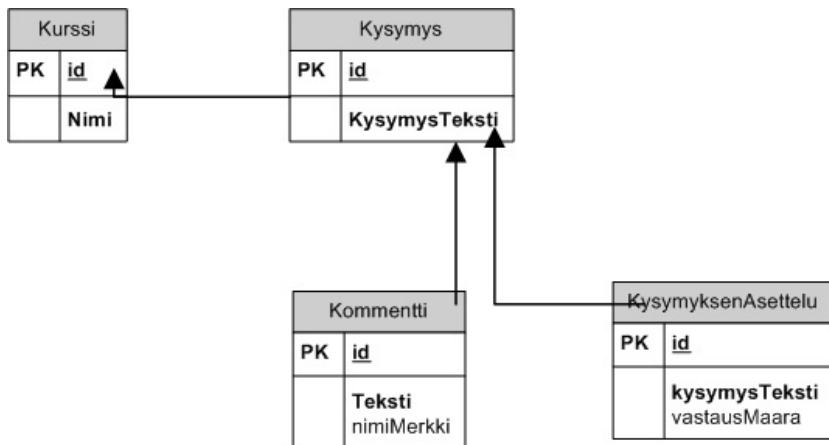 Kurssi
PK id
Nimi
Kysymys
PK id
KysymysTeksti
Kommentti
PK id
Teksti
nimiMerkki
KysymyksenAsettelu
PK id
kysymysTeksti
vastausMaara